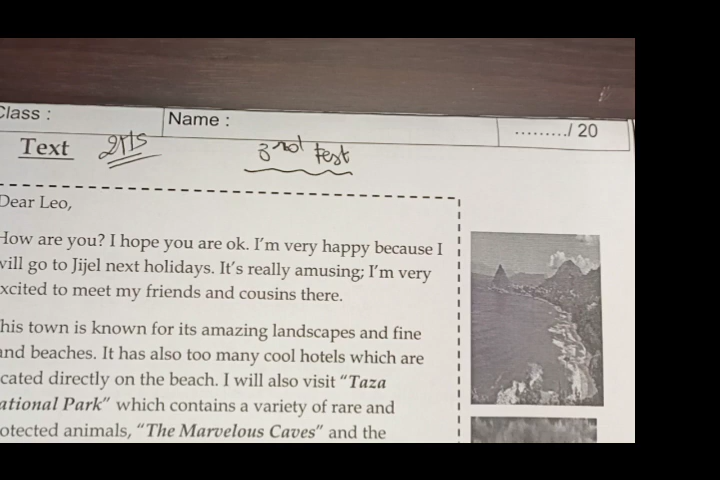 Class :
Name :
........./ 20
Text
3rd test
Dear Leo,
How are you? I hope you are ok. I'm very happy because I
will go to Jijel next holidays. It's really amusing; I'm very
xcited to meet my friends and cousins there.
his town is known for its amazing landscapes and fine
and beaches. It has also too many cool hotels which are
cated directly on the beach. I will also visit "Taza
ational Park" which contains a variety of rare and
otected animals, "The Marvelous Caves" and the